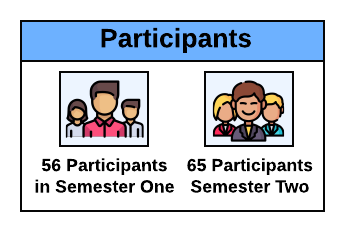 Participants
56 Participants
in Semester One
65 Participants
Semester Two